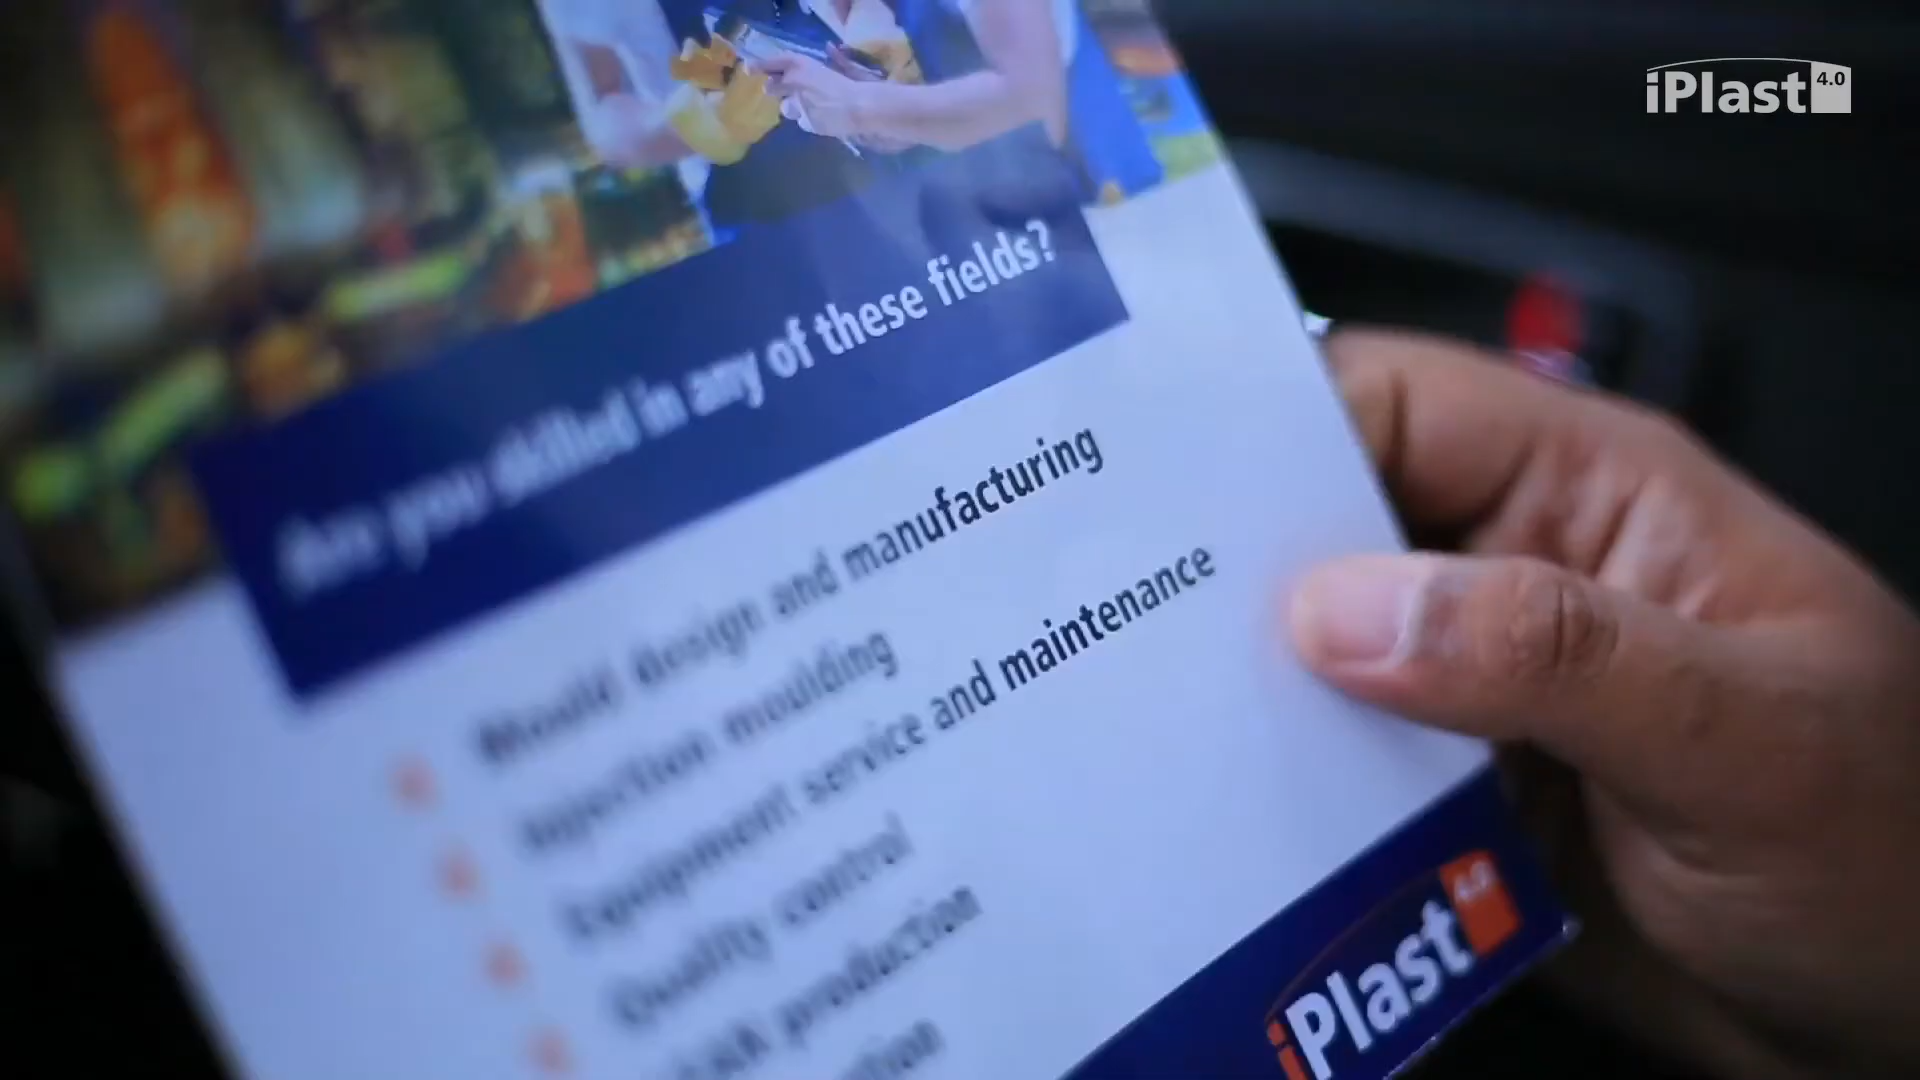 iPlast 4.0
Are you skilled in any of these fields?
Mould design and manufacturing
Injection moulding
Equipment service and maintenance
Quality control
production
iPlast 4.0